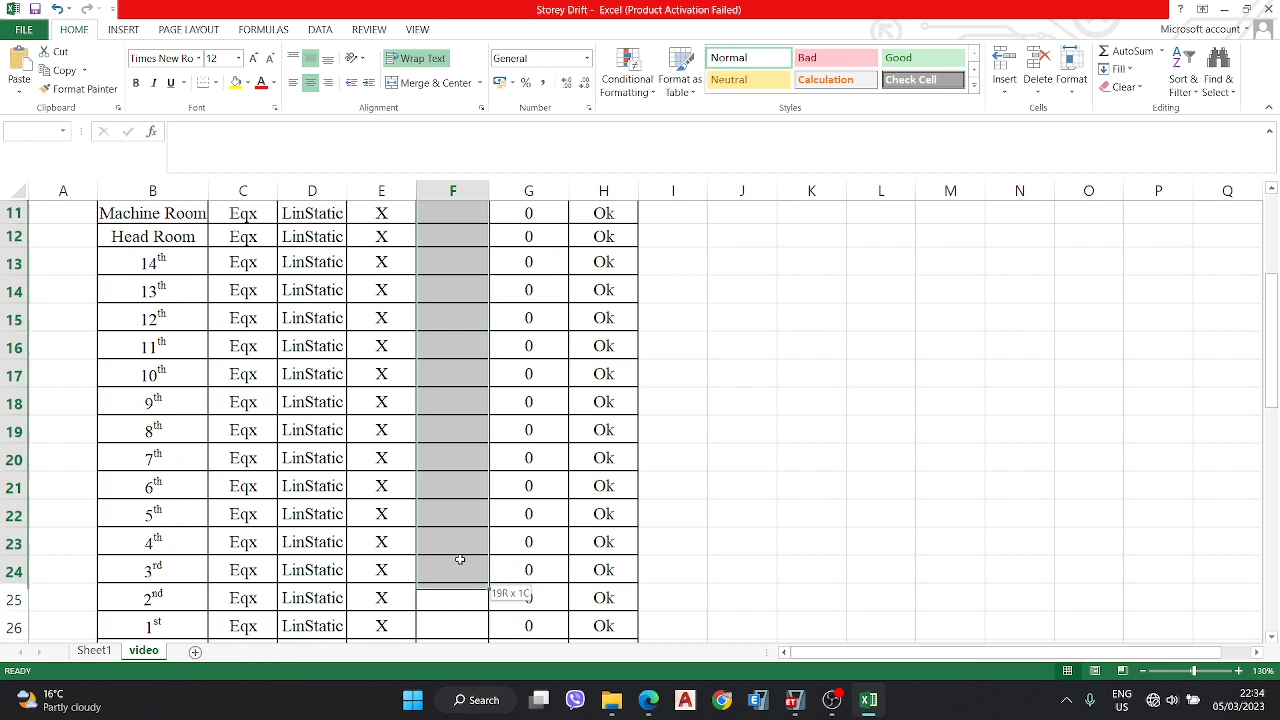 Storey Drift - Excel (Product Activation Failed)
FILE HOME INSERT PAGE LAYOUT FORMULAS DATA REVIEW VIEW Microsoft account
Paste Cut Copy Format Painter Clipboard
Times New Ro 12 B I U Font
Wrap Text Merge & Center Alignment
General % Number
Conditional Formatting Format as Table
Normal Bad Good
Neutral Calculation Check Cell
Styles
Insert Delete Format Cells
AutoSum Fill Clear Sort & Filter Find & Select Editing
fx
A B C D E F G H I J K L M N O P Q
11 Machine Room Eqx LinStatic X 0 Ok
12 Head Room Eqx LinStatic X 0 Ok
13 14th Eqx LinStatic X 0 Ok
14 13th Eqx LinStatic X 0 Ok
15 12th Eqx LinStatic X 0 Ok
16 11th Eqx LinStatic X 0 Ok
17 10th Eqx LinStatic X 0 Ok
18 9th Eqx LinStatic X 0 Ok
19 8th Eqx LinStatic X 0 Ok
20 7th Eqx LinStatic X 0 Ok
21 6th Eqx LinStatic X 0 Ok
22 5th Eqx LinStatic X 0 Ok
23 4th Eqx LinStatic X 0 Ok
24 3rd Eqx LinStatic X 0 Ok
19R x 1C
25 2nd Eqx LinStatic X 0 Ok
26 1st Eqx LinStatic X 0 Ok
Sheet1 video
READY 130%
16°C
Partly cloudy
Search
ENG
US
22:34
05/03/2023